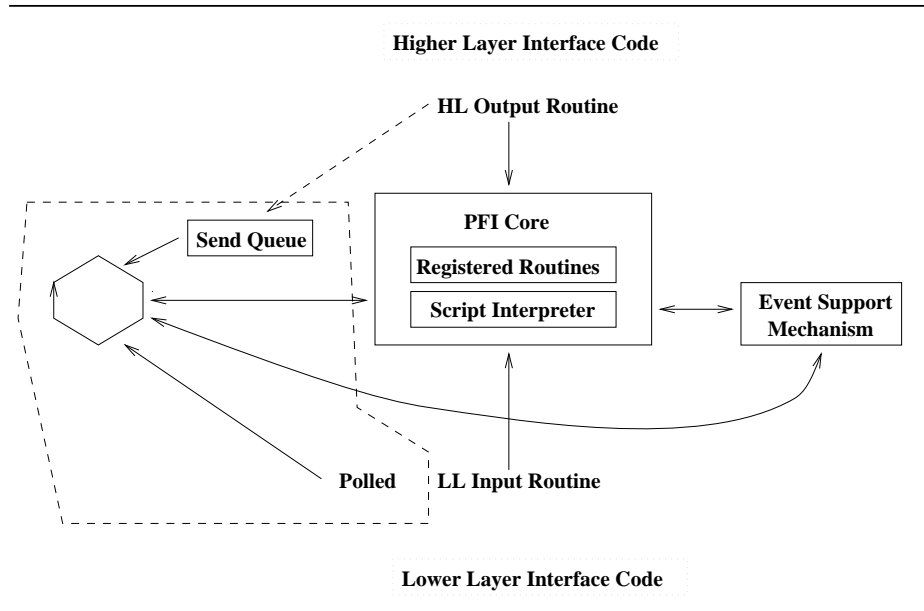 Higher Layer Interface Code
HL Output Routine
PFI Core
Send Queue
Registered Routines
Script Interpreter
Event Support
Mechanism
Polled
LL Input Routine
Lower Layer Interface Code